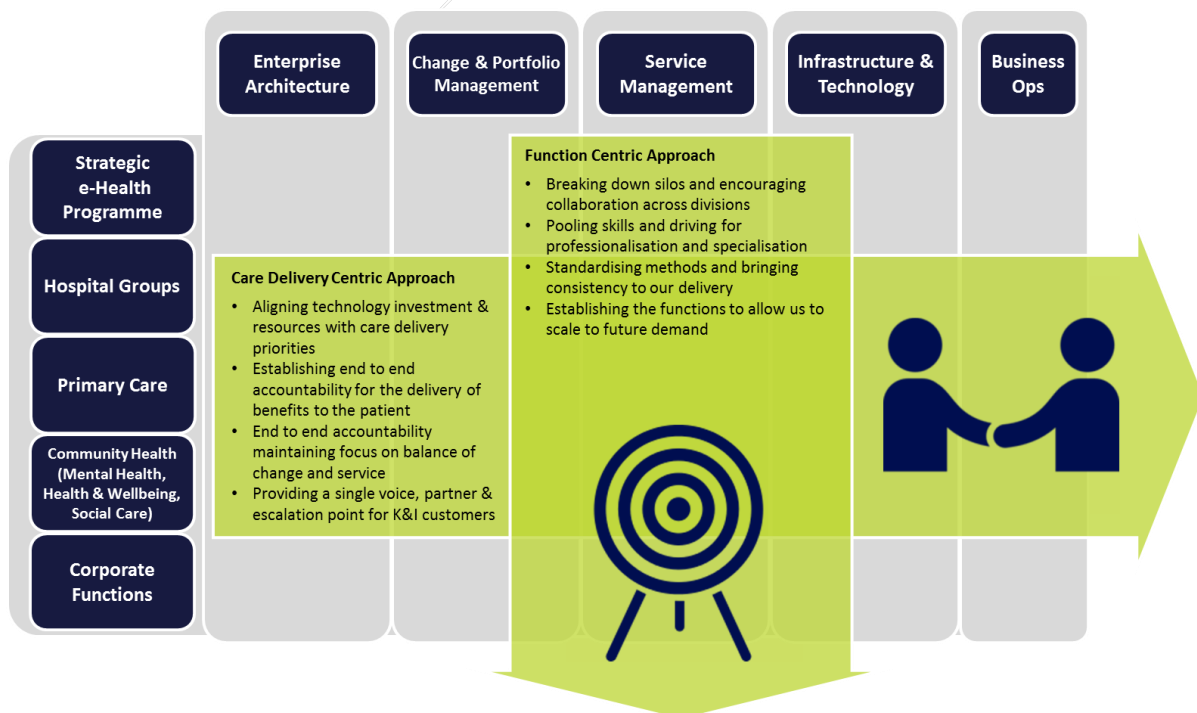 Enterprise
Architecture
Change & Portfolio
Management
Service
Management
Infrastructure &
Technology
Business
Ops
Strategic
e-Health
Programme
Hospital Groups
Primary Care
Community Health
(Mental Health,
Health & Wellbeing,
Social Care)
Corporate
Functions
Function Centric Approach
• Breaking down silos and encouraging
collaboration across divisions
• Pooling skills and driving for
professionalisation and specialisation
• Standardising methods and bringing
consistency to our delivery
• Establishing the functions to allow us to
scale to future demand
Care Delivery Centric Approach
• Aligning technology investment &
resources with care delivery
priorities
• Establishing end to end
accountability for the delivery of
benefits to the patient
• End to end accountability
maintaining focus on balance of
change and service
• Providing a single voice, partner &
escalation point for K&I customers